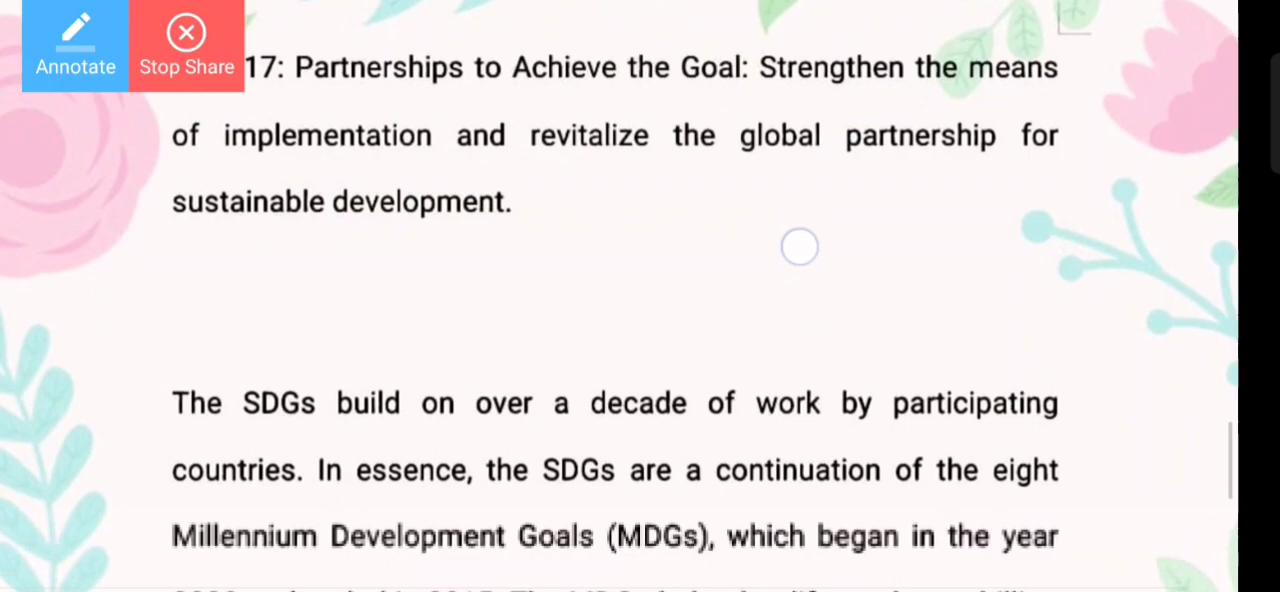 Annotate
Stop Share
17: Partnerships to Achieve the Goal: Strengthen the means
of implementation and revitalize the global partnership for
sustainable development.
The SDGs build on over a decade of work by participating
countries. In essence, the SDGs are a continuation of the eight
Millennium Development Goals (MDGs), which began in the year